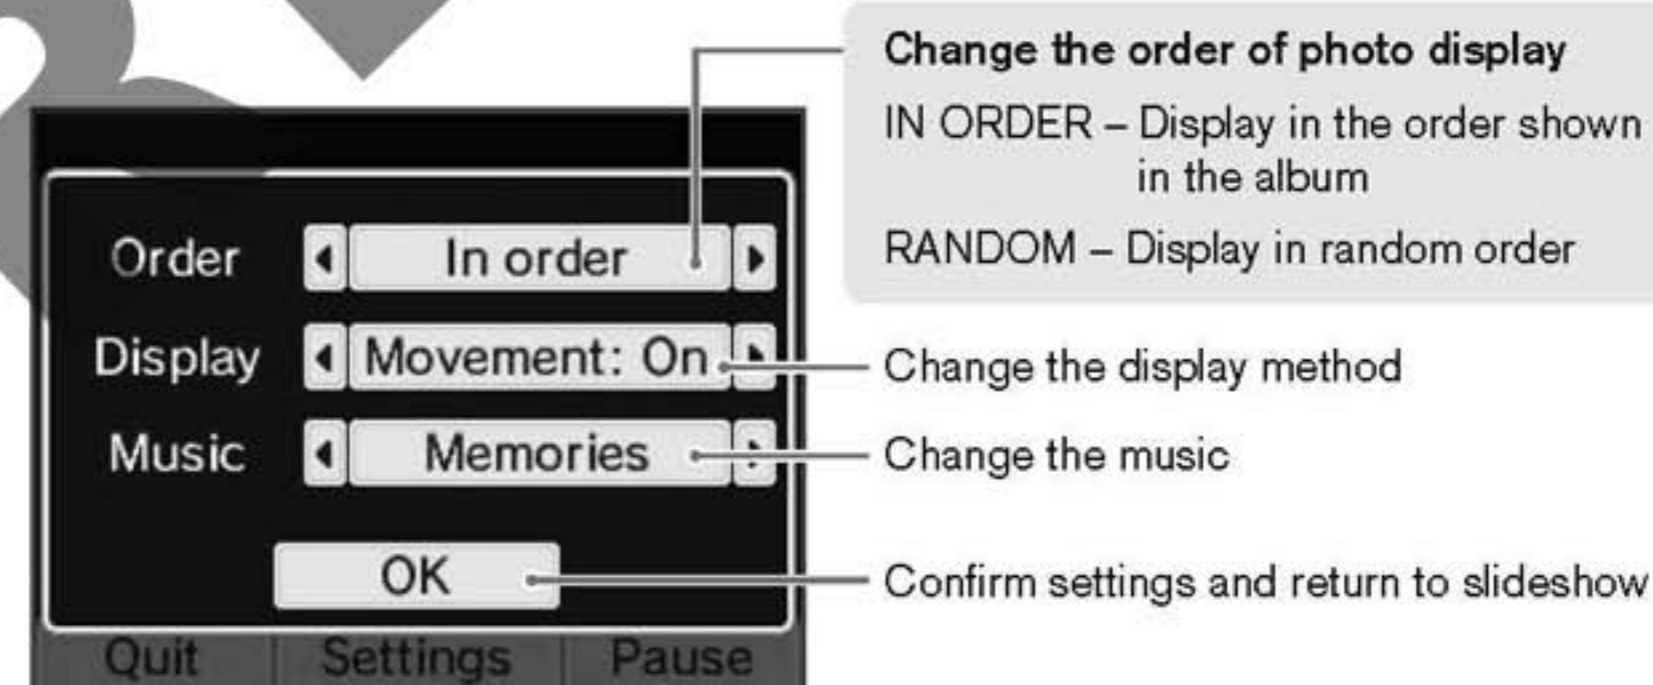 Change the order of photo display
IN ORDER – Display in the order shown
in the album
RANDOM – Display in random order
Order
In order
Display
Movement: On
Change the display method
Music
Memories
Change the music
OK
Confirm settings and return to slideshow
Quit
Settings
Pause